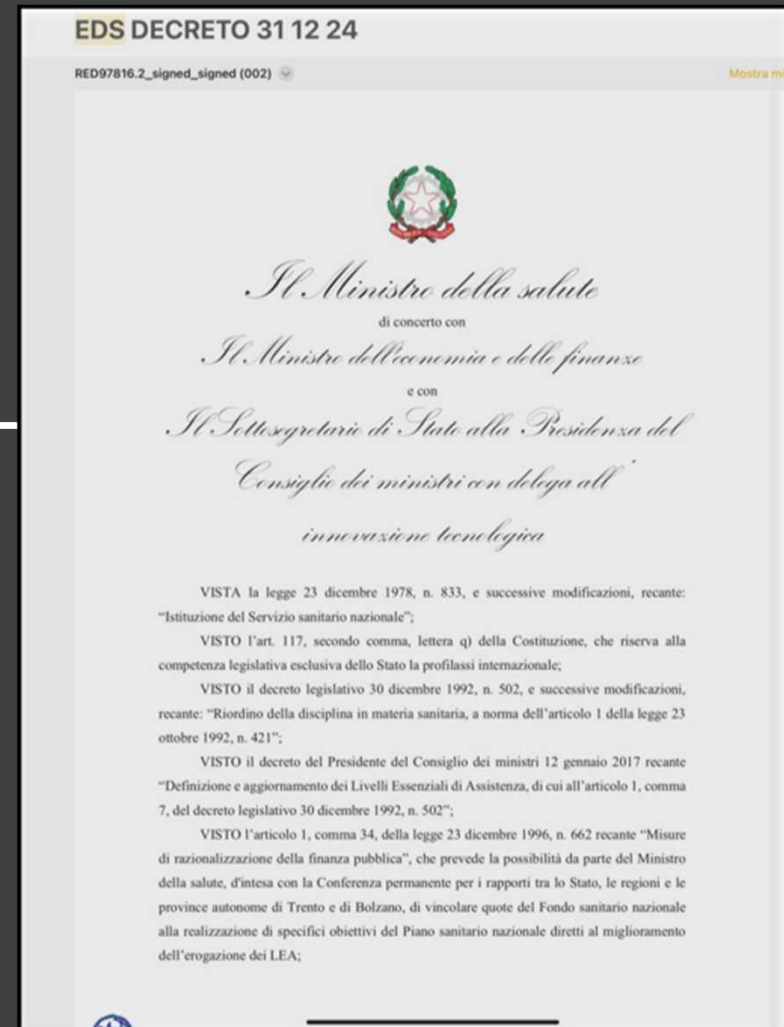 EDS DECRETO 31 12 24
RED97816.2_signed_signed (002)
Mostra mi
Il Ministro della salute
di concerto con
Il Ministro dell'economia e delle finanze
e con
Il Sottosegretario di Stato alla Presidenza del
Consiglio dei ministri con delega all'
innovazione tecnologica
VISTA la legge 23 dicembre 1978, n. 833, e successive modificazioni, recante:
“Istituzione del Servizio sanitario nazionale”;
VISTO l’art. 117, secondo comma, lettera q) della Costituzione, che riserva alla
competenza legislativa esclusiva dello Stato la profilassi internazionale;
VISTO il decreto legislativo 30 dicembre 1992, n. 502, e successive modificazioni,
recante: “Riordino della disciplina in materia sanitaria, a norma dell’articolo 1 della legge 23
ottobre 1992, n. 421”;
VISTO il decreto del Presidente del Consiglio dei ministri 12 gennaio 2017 recante
“Definizione e aggiornamento dei Livelli Essenziali di Assistenza, di cui all’articolo 1, comma
7, del decreto legislativo 30 dicembre 1992, n. 502”;
VISTO l’articolo 1, comma 34, della legge 23 dicembre 1996, n. 662 recante “Misure
di razionalizzazione della finanza pubblica”, che prevede la possibilità da parte del Ministro
della salute, d'intesa con la Conferenza permanente per i rapporti tra lo Stato, le regioni e le
province autonome di Trento e di Bolzano, di vincolare quote del Fondo sanitario nazionale
alla realizzazione di specifici obiettivi del Piano sanitario nazionale diretti al miglioramento
dell’erogazione dei LEA;